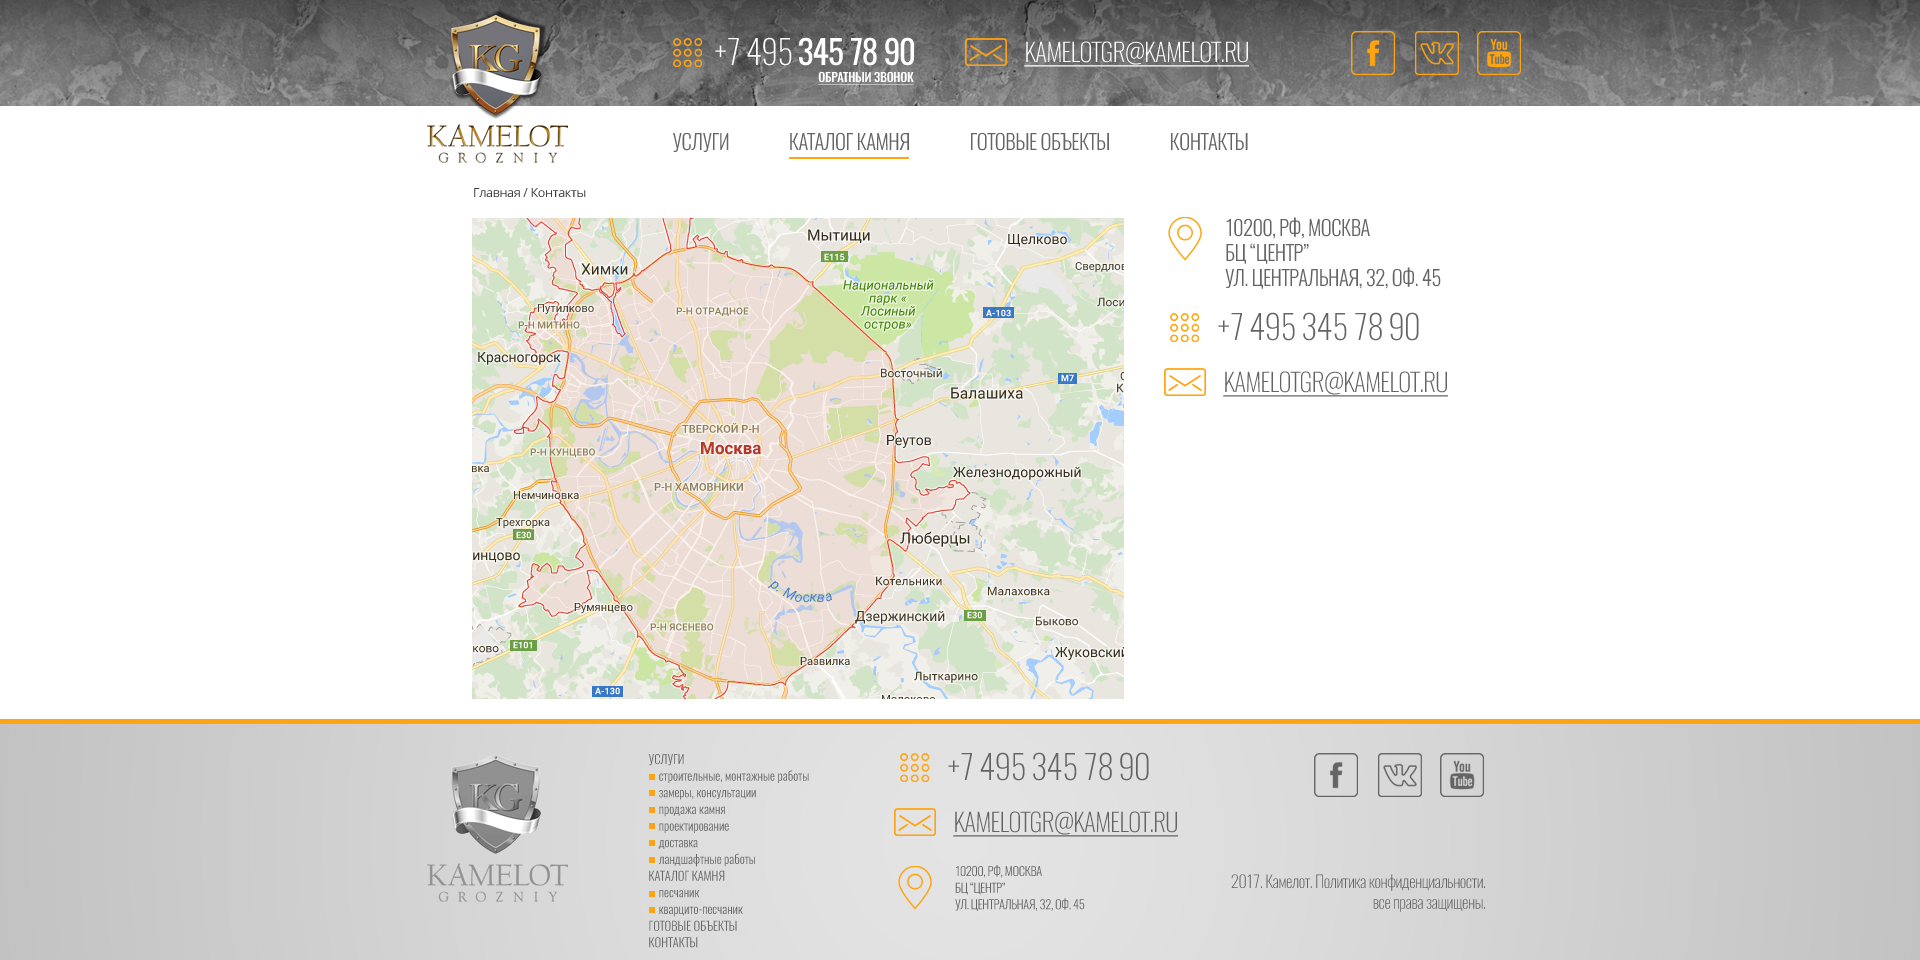 KG
KAMELOT
GROZNIY
+7 495 345 78 90
ОБРАТНЫЙ ЗВОНОК
KAMELOTGR@KAMELOT.RU
f
You
Tube
УСЛУГИ
КАТАЛОГ КАМНЯ
ГОТОВЫЕ ОБЪЕКТЫ
КОНТАКТЫ
Главная / Контакты
Мытищи
Щелково
E115
Химки
Свердлов
Национальный
парк «
Лосиный
остров»
Лоси
Путилково
Р-Н ОТРАДНОЕ
A-103
Р-Н МИТИНО
Красногорск
Восточный
M7
Балашиха
ТВЕРСКОЙ Р-Н
Москва
Реутов
Р-Н КУНЦЕВО
вка
Железнодорожный
Р-Н ХАМОВНИКИ
Немчиновка
Трехгорка
E30
Люберцы
инцово
Котельники
р. Москва
Малаховка
Румянцево
Дзержинский
E30
Быково
Р-Н ЯСЕНЕВО
E101
ково
Жуковский
Развилка
Лыткарино
A-130
10200, РФ, МОСКВА
БЦ “ЦЕНТР”
УЛ. ЦЕНТРАЛЬНАЯ, 32, ОФ. 45
+7 495 345 78 90
KAMELOTGR@KAMELOT.RU
KG
KAMELOT
GROZNIY
УСЛУГИ
строительные, монтажные работы
замеры, консультации
продажа камня
проектирование
доставка
ландшафтные работы
КАТАЛОГ КАМНЯ
песчаник
кварцито-песчаник
ГОТОВЫЕ ОБЪЕКТЫ
КОНТАКТЫ
+7 495 345 78 90
KAMELOTGR@KAMELOT.RU
10200, РФ, МОСКВА
БЦ “ЦЕНТР”
УЛ. ЦЕНТРАЛЬНАЯ, 32, ОФ. 45
f
You
Tube
2017. Камелот. Политика конфиденциальности.
все права защищены.